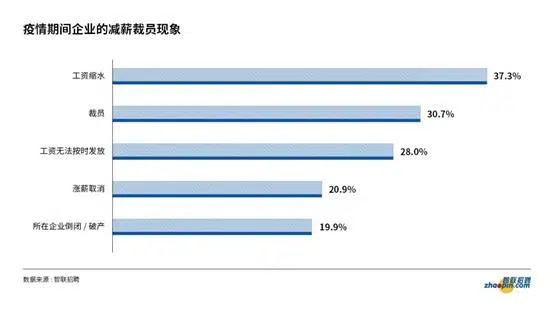 疫情期间企业的减薪裁员现象
工资缩水
37.3%
裁员
30.7%
工资无法按时发放
28.0%
涨薪取消
20.9%
所在企业倒闭 / 破产
19.9%
数据来源：智联招聘
智联招聘
zhaopin.com